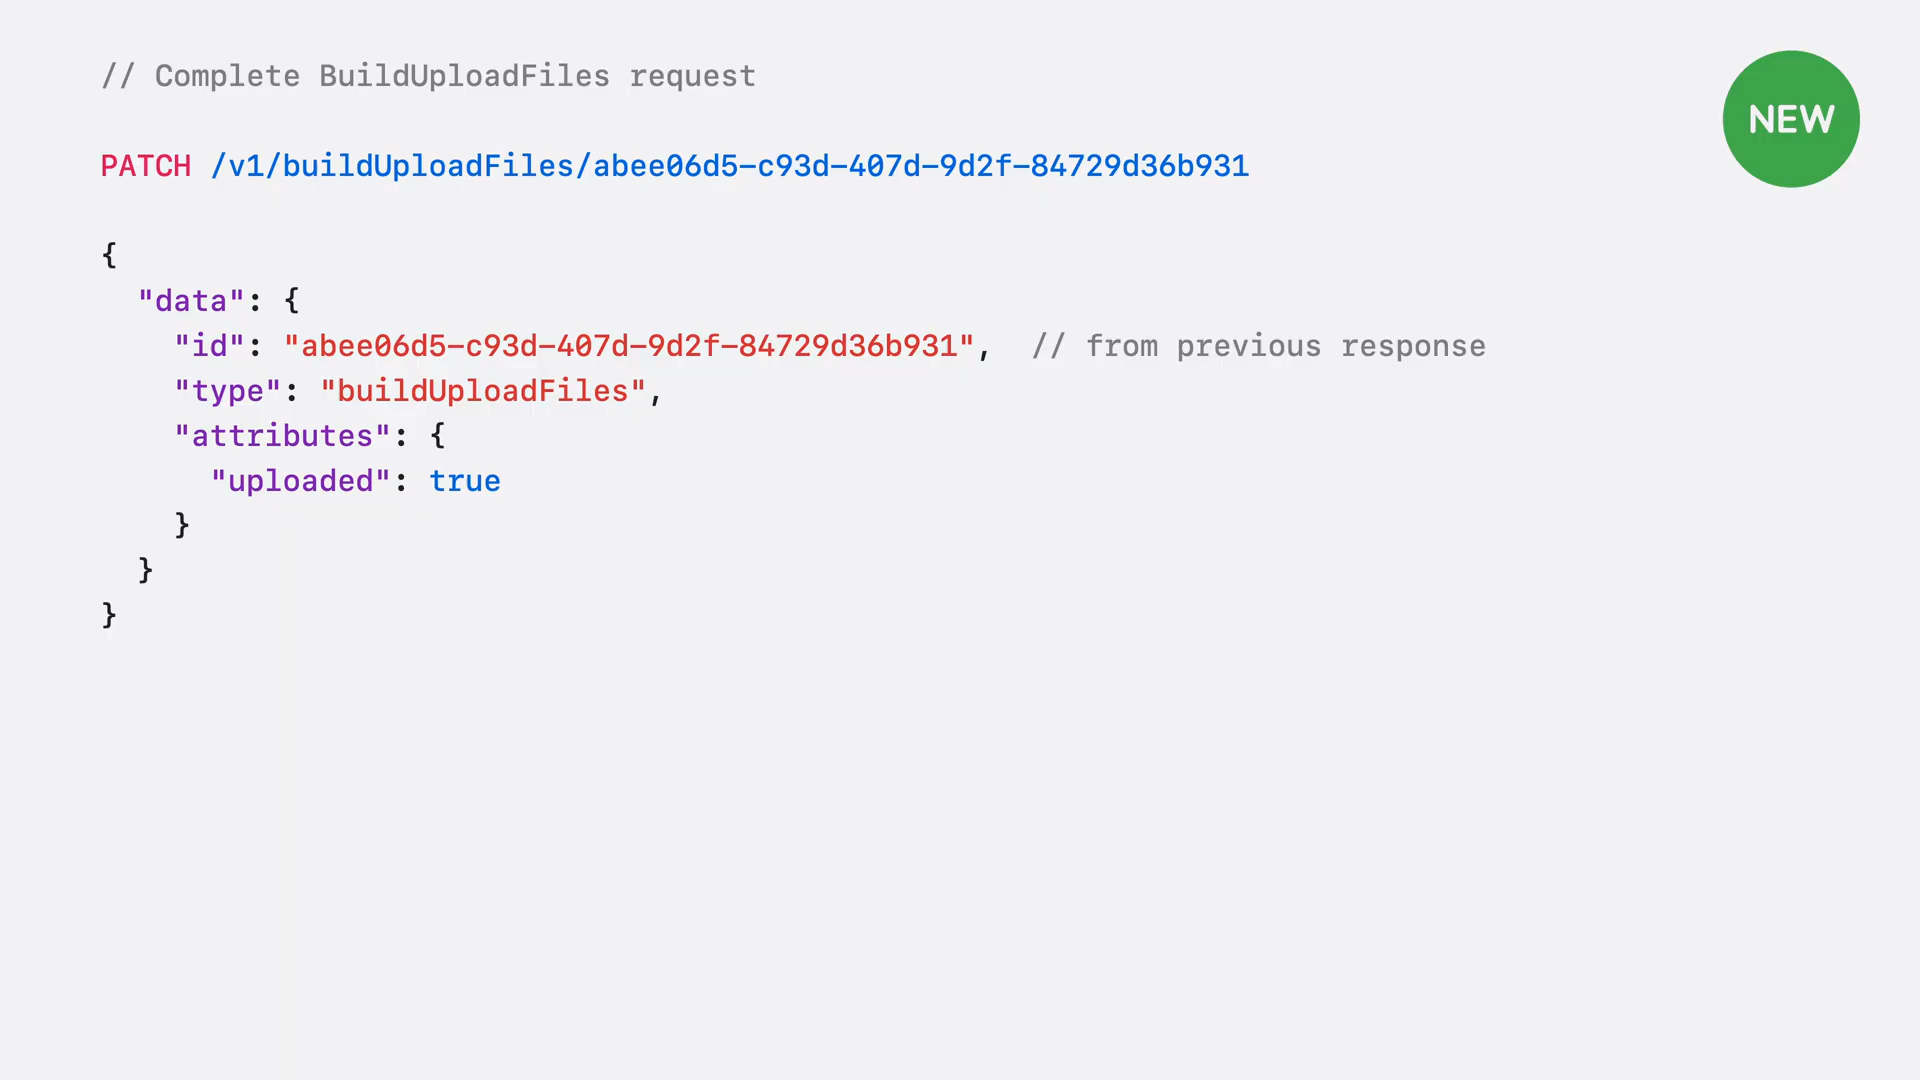 // Complete BuildUploadFiles request
NEW
PATCH /v1/buildUploadFiles/abee06d5-c93d-407d-9d2f-84729d36b931
{
  "data": {
    "id": "abee06d5-c93d-407d-9d2f-84729d36b931",  // from previous response
    "type": "buildUploadFiles",
    "attributes": {
      "uploaded": true
    }
  }
}